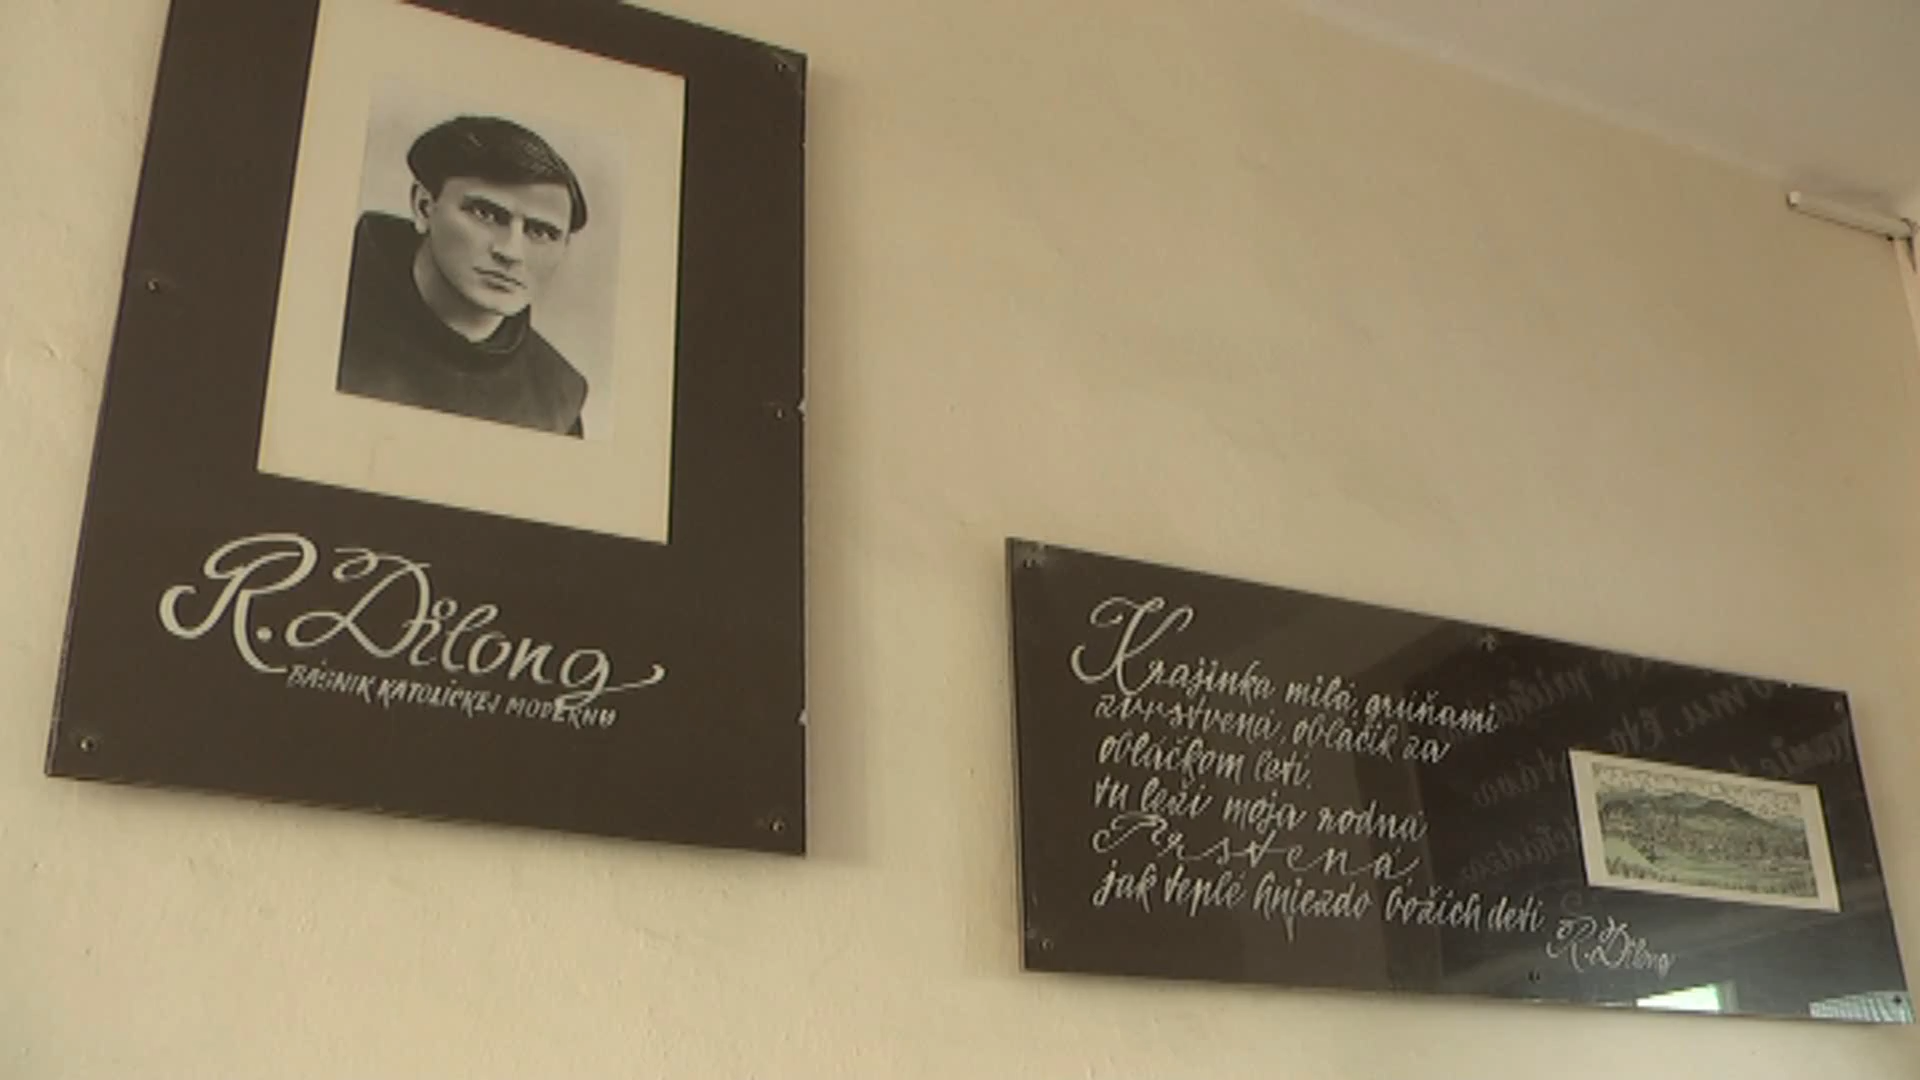 R. Dilong
BÁSNIK KATOLÍCKEJ MODERNY
Krajinka milá, grúňami
zvrstvená, obláčik za
obláčkom letí,
tu leží moja rodná
Trstená
jak teplé hniezdo božích detí
R. Dilong